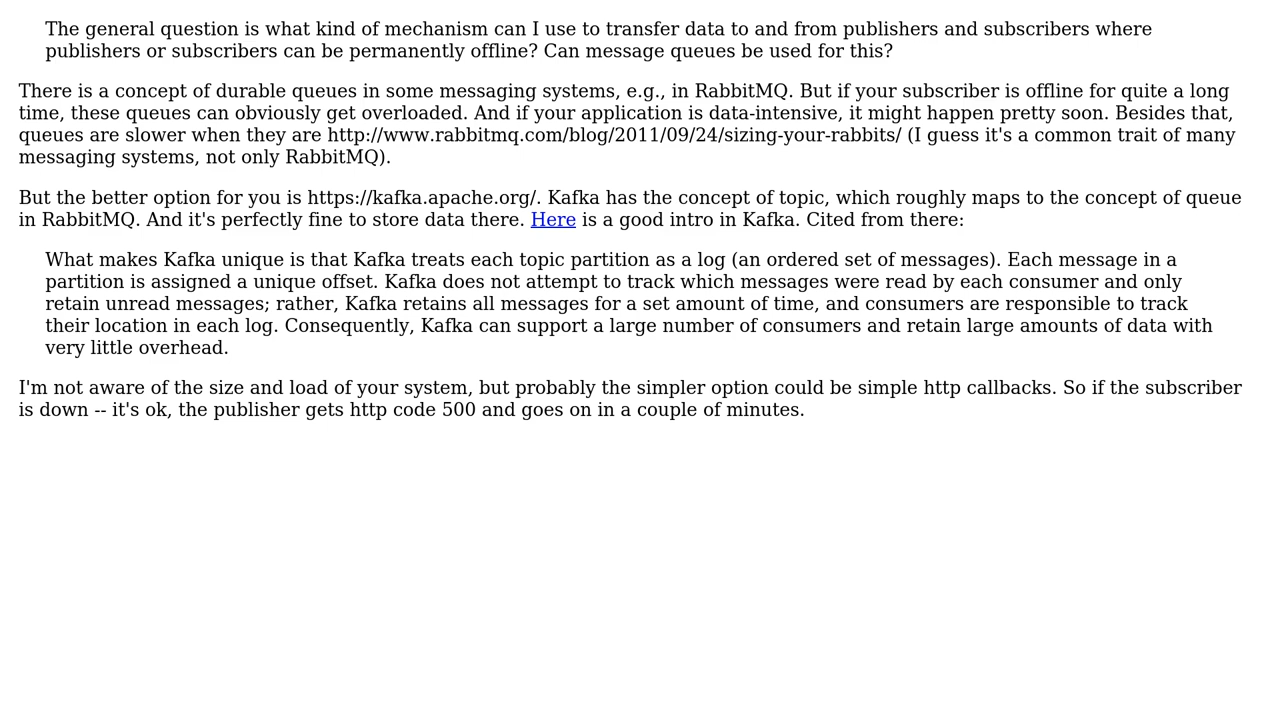 The general question is what kind of mechanism can I use to transfer data to and from publishers and subscribers where
publishers or subscribers can be permanently offline? Can message queues be used for this?
There is a concept of durable queues in some messaging systems, e.g., in RabbitMQ. But if your subscriber is offline for quite a long
time, these queues can obviously get overloaded. And if your application is data-intensive, it might happen pretty soon. Besides that,
queues are slower when they are http://www.rabbitmq.com/blog/2011/09/24/sizing-your-rabbits/ (I guess it's a common trait of many
messaging systems, not only RabbitMQ).
But the better option for you is https://kafka.apache.org/. Kafka has the concept of topic, which roughly maps to the concept of queue
in RabbitMQ. And it's perfectly fine to store data there. Here is a good intro in Kafka. Cited from there:
What makes Kafka unique is that Kafka treats each topic partition as a log (an ordered set of messages). Each message in a
partition is assigned a unique offset. Kafka does not attempt to track which messages were read by each consumer and only
retain unread messages; rather, Kafka retains all messages for a set amount of time, and consumers are responsible to track
their location in each log. Consequently, Kafka can support a large number of consumers and retain large amounts of data with
very little overhead.
I'm not aware of the size and load of your system, but probably the simpler option could be simple http callbacks. So if the subscriber
is down -- it's ok, the publisher gets http code 500 and goes on in a couple of minutes.